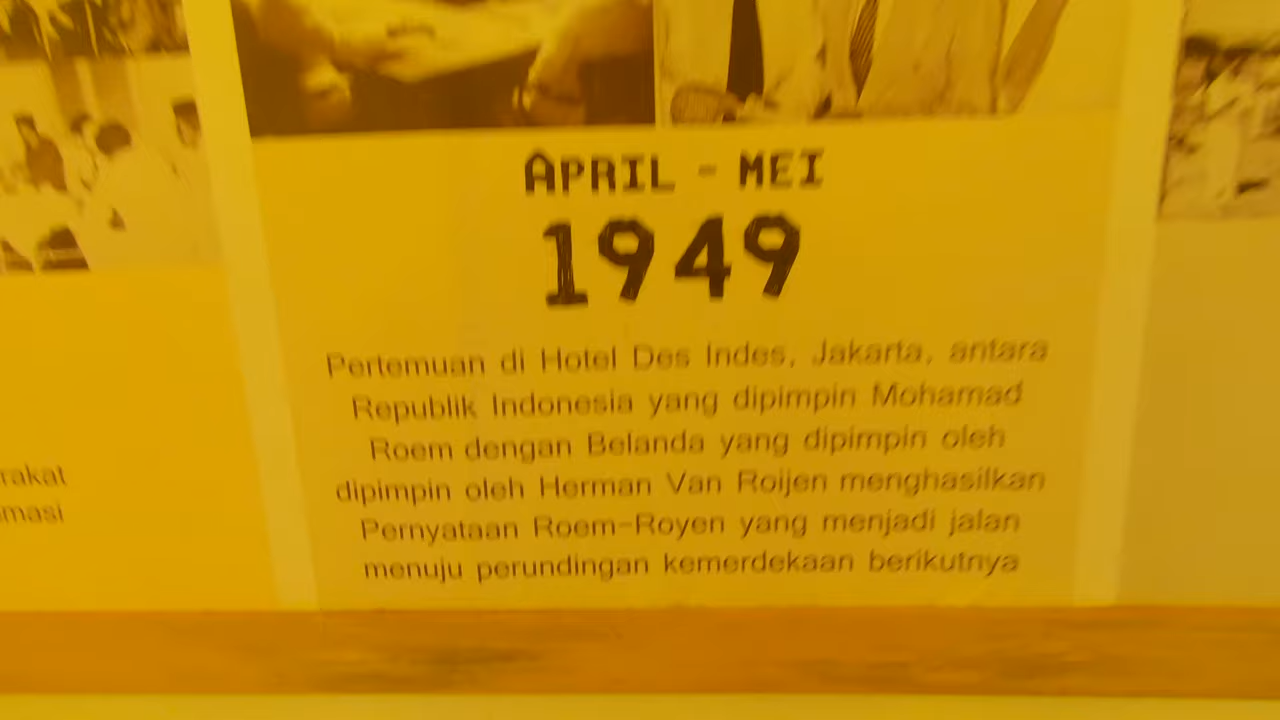 APRIL - MEI
1949
Pertemuan di Hotel Des Indes, Jakarta, antara
Republik Indonesia yang dipimpin Mohamad
Roem dengan Belanda yang dipimpin oleh
dipimpin oleh Herman Van Roijen menghasilkan
Pernyataan Roem-Royen yang menjadi jalan
menuju perundingan kemerdekaan berikutnya
rakat
masi